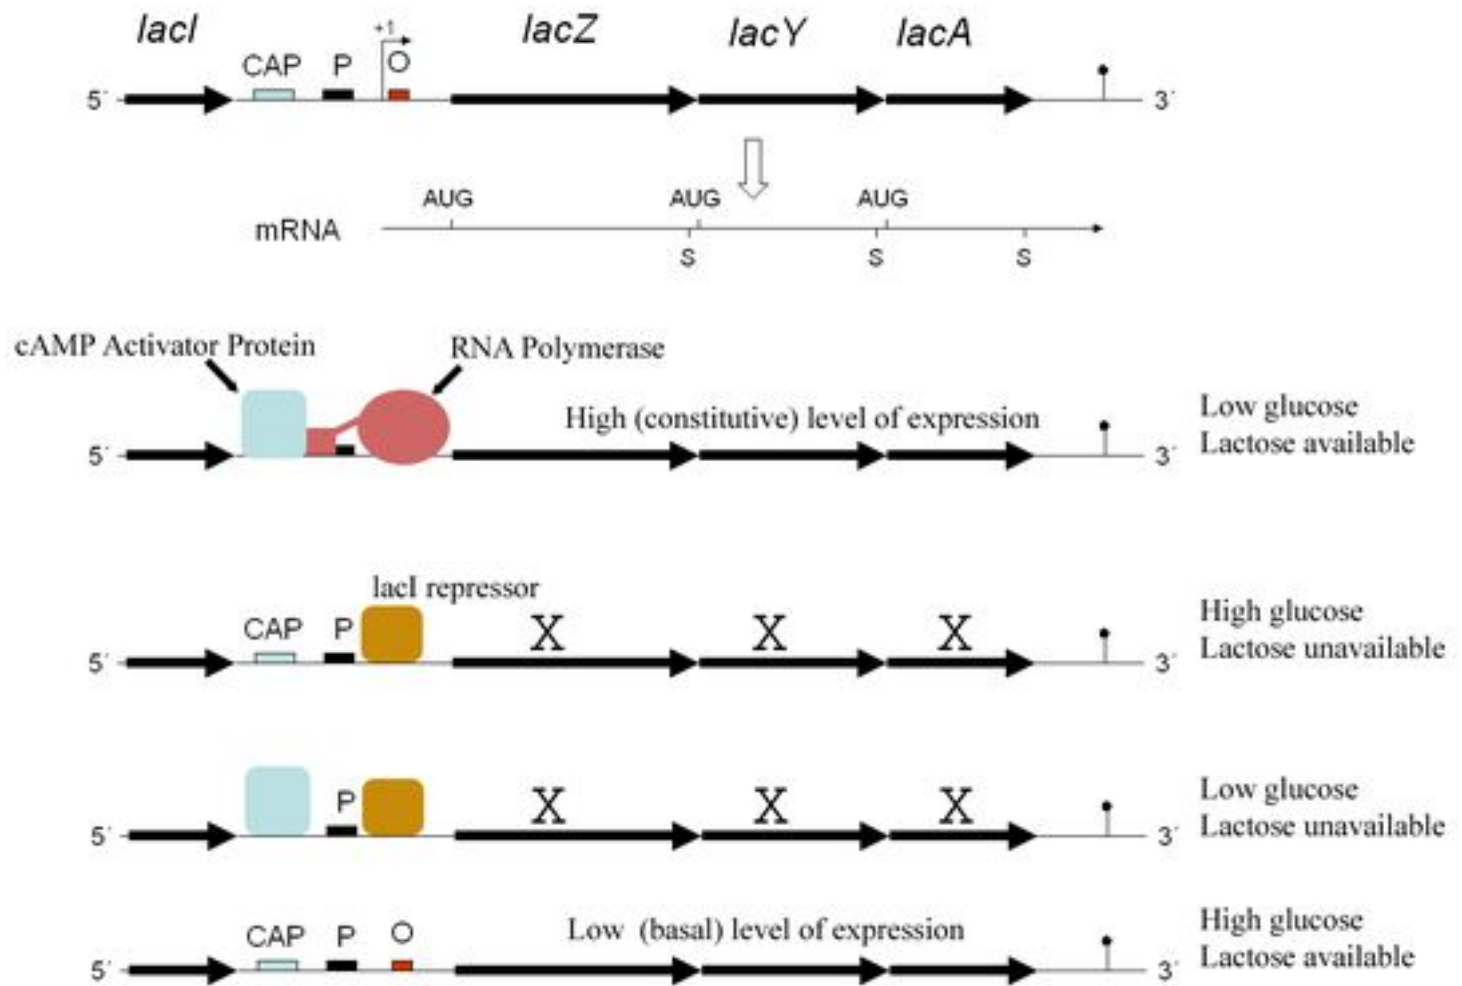 lacI lacZ lacY lacA
+1
CAP P O
5´ 3´
AUG AUG AUG
mRNA
S S S
cAMP Activator Protein RNA Polymerase
High (constitutive) level of expression
Low glucose
Lactose available
5´ 3´
lacI repressor
CAP P X X X
High glucose
Lactose unavailable
5´ 3´
P X X X
Low glucose
Lactose unavailable
5´ 3´
CAP P O
Low (basal) level of expression
High glucose
Lactose available
5´ 3´